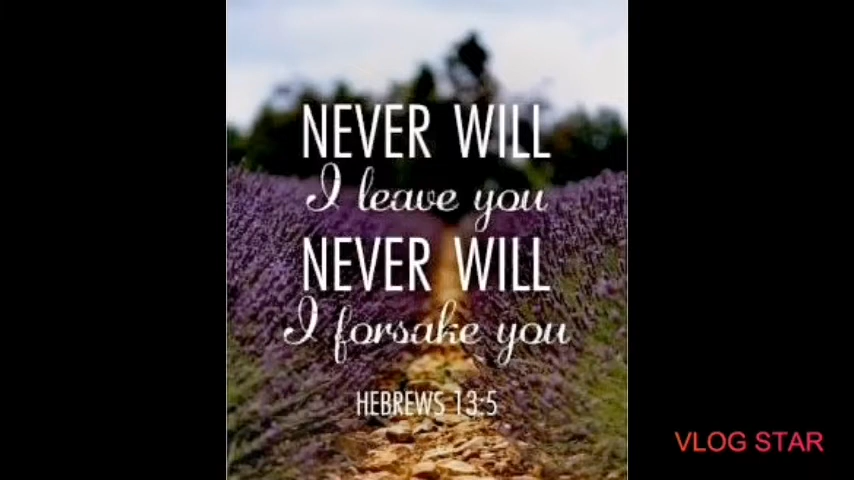 NEVER WILL
I leave you
NEVER WILL
I forsake you
HEBREWS 13:5
VLOG STAR